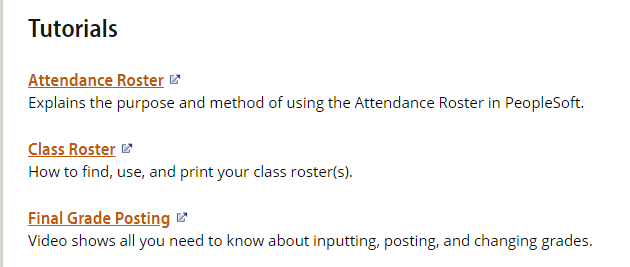 Tutorials
Attendance Roster
Explains the purpose and method of using the Attendance Roster in PeopleSoft.
Class Roster
How to find, use, and print your class roster(s).
Final Grade Posting
Video shows all you need to know about inputting, posting, and changing grades.